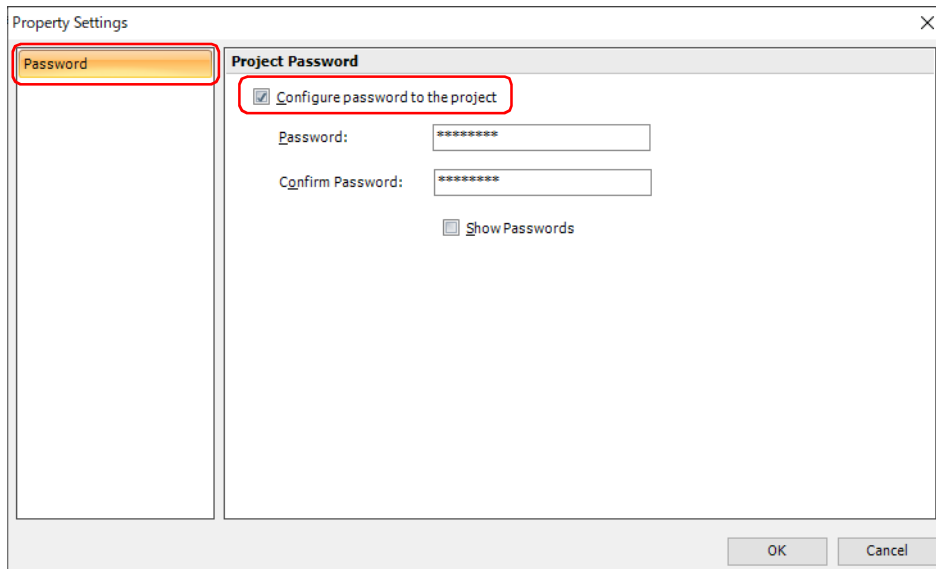 Property Settings
Password
Project Password
Configure password to the project
Password:
********
Confirm Password:
********
Show Passwords
OK
Cancel